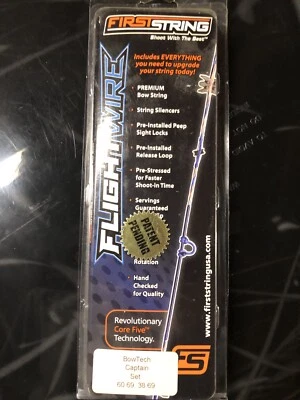 FIRSTSTRING
Shoot With The Best™
Includes EVERYTHING
you need to upgrade
your string today!
FLIGHTWIRE
• PREMIUM
Bow String
• String Silencers
• Pre-Installed Peep
Sight Locks
• Pre-Installed
Release Loop
• Pre-Stressed
for Faster
Shoot-in Time
• Servings
Guaranteed
PATENT
PENDING
Rotation
• Hand
Checked
for Quality
www.firststringusa.com
Revolutionary
Core Five™
Technology.
FS
BowTech
Captain
Set
60.69 38.69